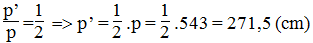 p’/p = 1/2 => p’ = 1/2 .p = 1/2 .543 = 271,5 (cm)